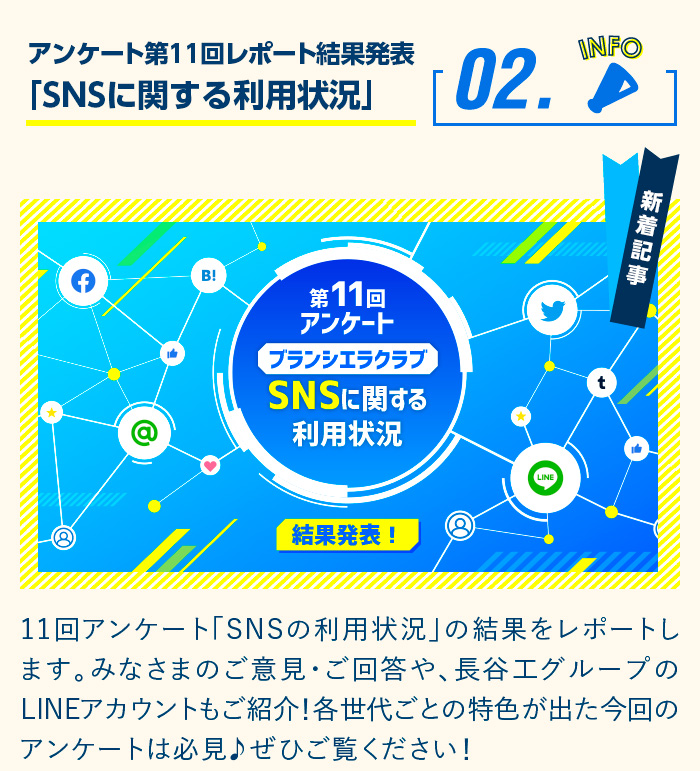 アンケート第11回レポート結果発表
「SNSに関する利用状況」
02.
INFO
新着記事
第11回
アンケート
ブランシエラクラブ
SNSに関する
利用状況
B!
t
@
LINE
結果発表！
11回アンケート「SNSの利用状況」の結果をレポートし
ます。みなさまのご意見・ご回答や、長谷工グループの
LINEアカウントもご紹介！各世代ごとの特色が出た今回の
アンケートは必見♪ぜひご覧ください！